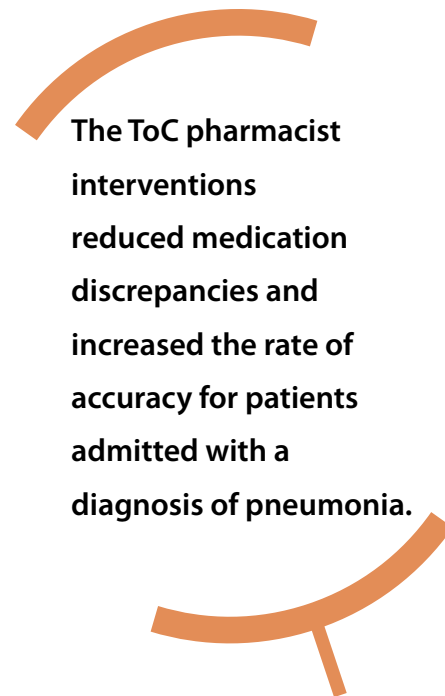 The ToC pharmacist
interventions
reduced medication
discrepancies and
increased the rate of
accuracy for patients
admitted with a
diagnosis of pneumonia.